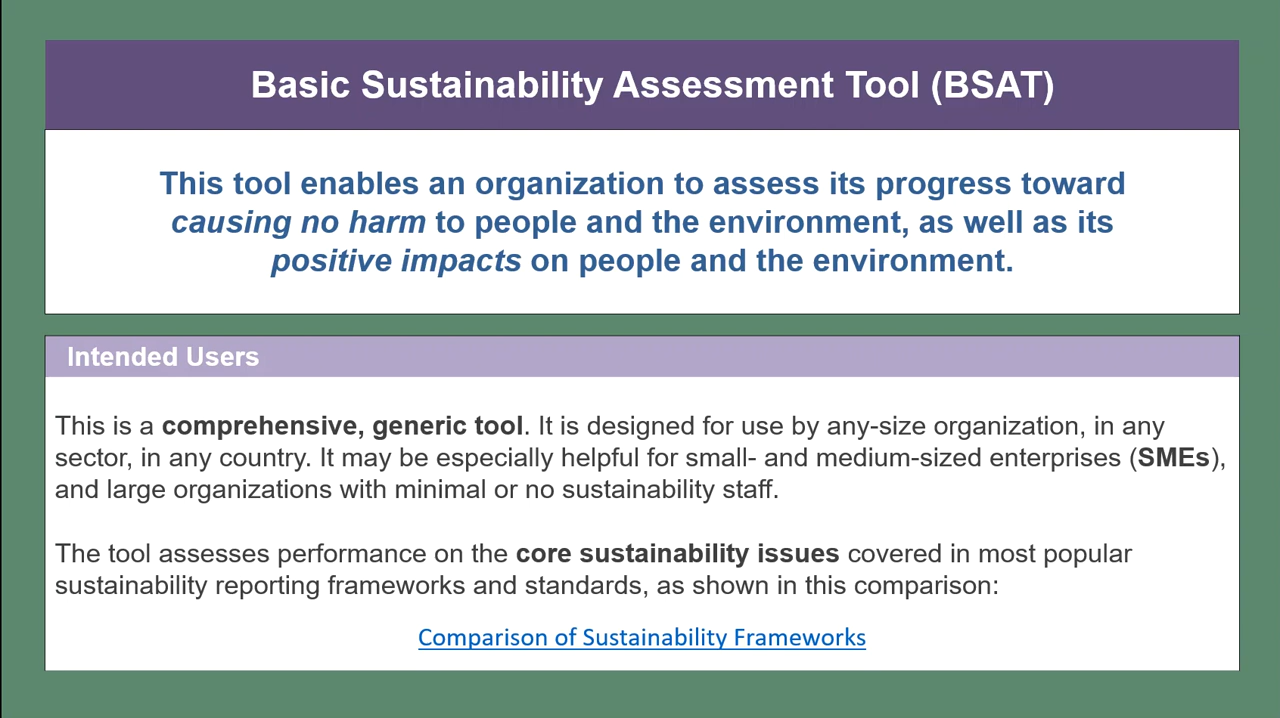 Basic Sustainability Assessment Tool (BSAT)
This tool enables an organization to assess its progress toward
causing no harm to people and the environment, as well as its
positive impacts on people and the environment.
Intended Users
This is a comprehensive, generic tool. It is designed for use by any-size organization, in any
sector, in any country. It may be especially helpful for small- and medium-sized enterprises (SMEs),
and large organizations with minimal or no sustainability staff.
The tool assesses performance on the core sustainability issues covered in most popular
sustainability reporting frameworks and standards, as shown in this comparison:
Comparison of Sustainability Frameworks